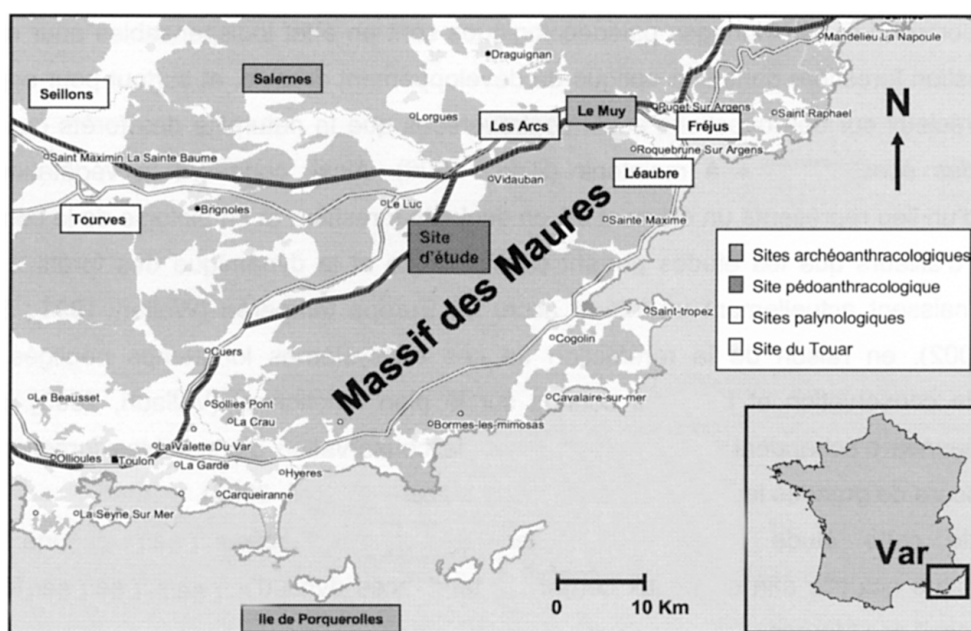 Mandelieu La Napoule
Draguignan
Salernes
Seillons
Le Muy
Puget Sur Argens
Saint Raphael
N
Lorgues
Les Arcs
Fréjus
Roquebrune Sur Argens
Saint Maximin La Sainte Baume
Vidauban
Léaubre
Tourves
Brignoles
Le Luc
Sainte Maxime
Site
d'étude
Massif des Maures
Sites archéoanthracologiques
Site pédoanthracologique
Sites palynologiques
Site du Touar
Saint-tropez
Cogolin
Cuers
Le Beausset
Sollies Pont
La Crau
Cavalaire-sur-mer
Bormes-les-mimosas
La Valette Du Var
Ollioules
Toulon
La Garde
Hyeres
Carqueiranne
La Seyne Sur Mer
Var
0 10 Km
Ile de Porquerolles